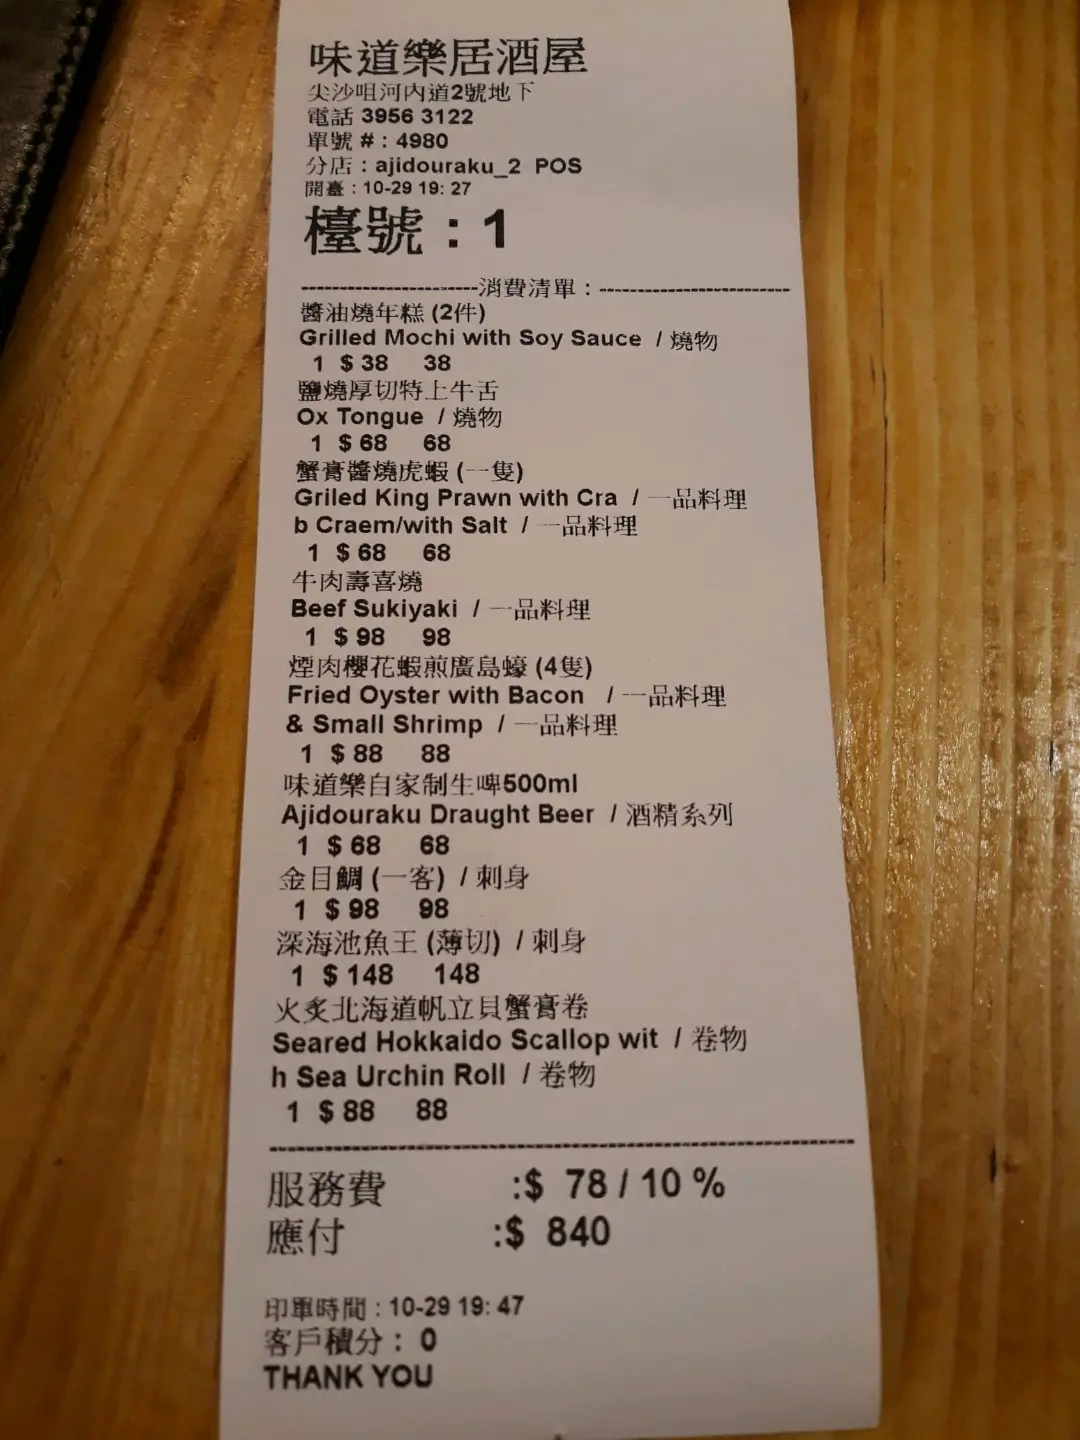 味道樂居酒屋
尖沙咀河內道2號地下
電話 3956 3122
單號 # : 4980
分店 : ajidouraku_2 POS
開臺 : 10-29 19: 27
檯號 : 1
-----------------------消費清單 : -------------------------
醬油燒年糕 (2件)
Grilled Mochi with Soy Sauce / 燒物
1 $ 38 38
鹽燒厚切特上牛舌
Ox Tongue / 燒物
1 $ 68 68
蟹膏醬燒虎蝦 (一隻)
Griled King Prawn with Cra / 一品料理
b Craem/with Salt / 一品料理
1 $ 68 68
牛肉壽喜燒
Beef Sukiyaki / 一品料理
1 $ 98 98
煙肉櫻花蝦煎廣島蠔 (4隻)
Fried Oyster with Bacon / 一品料理
& Small Shrimp / 一品料理
1 $ 88 88
味道樂自家制生啤500ml
Ajidouraku Draught Beer / 酒精系列
1 $ 68 68
金目鯛 (一客) / 刺身
1 $ 98 98
深海池魚王 (薄切) / 刺身
1 $ 148 148
火炙北海道帆立貝蟹膏卷
Seared Hokkaido Scallop wit / 卷物
h Sea Urchin Roll / 卷物
1 $ 88 88
服務費 :$ 78 / 10 %
應付 :$ 840
印單時間 : 10-29 19: 47
客戶積分 : 0
THANK YOU